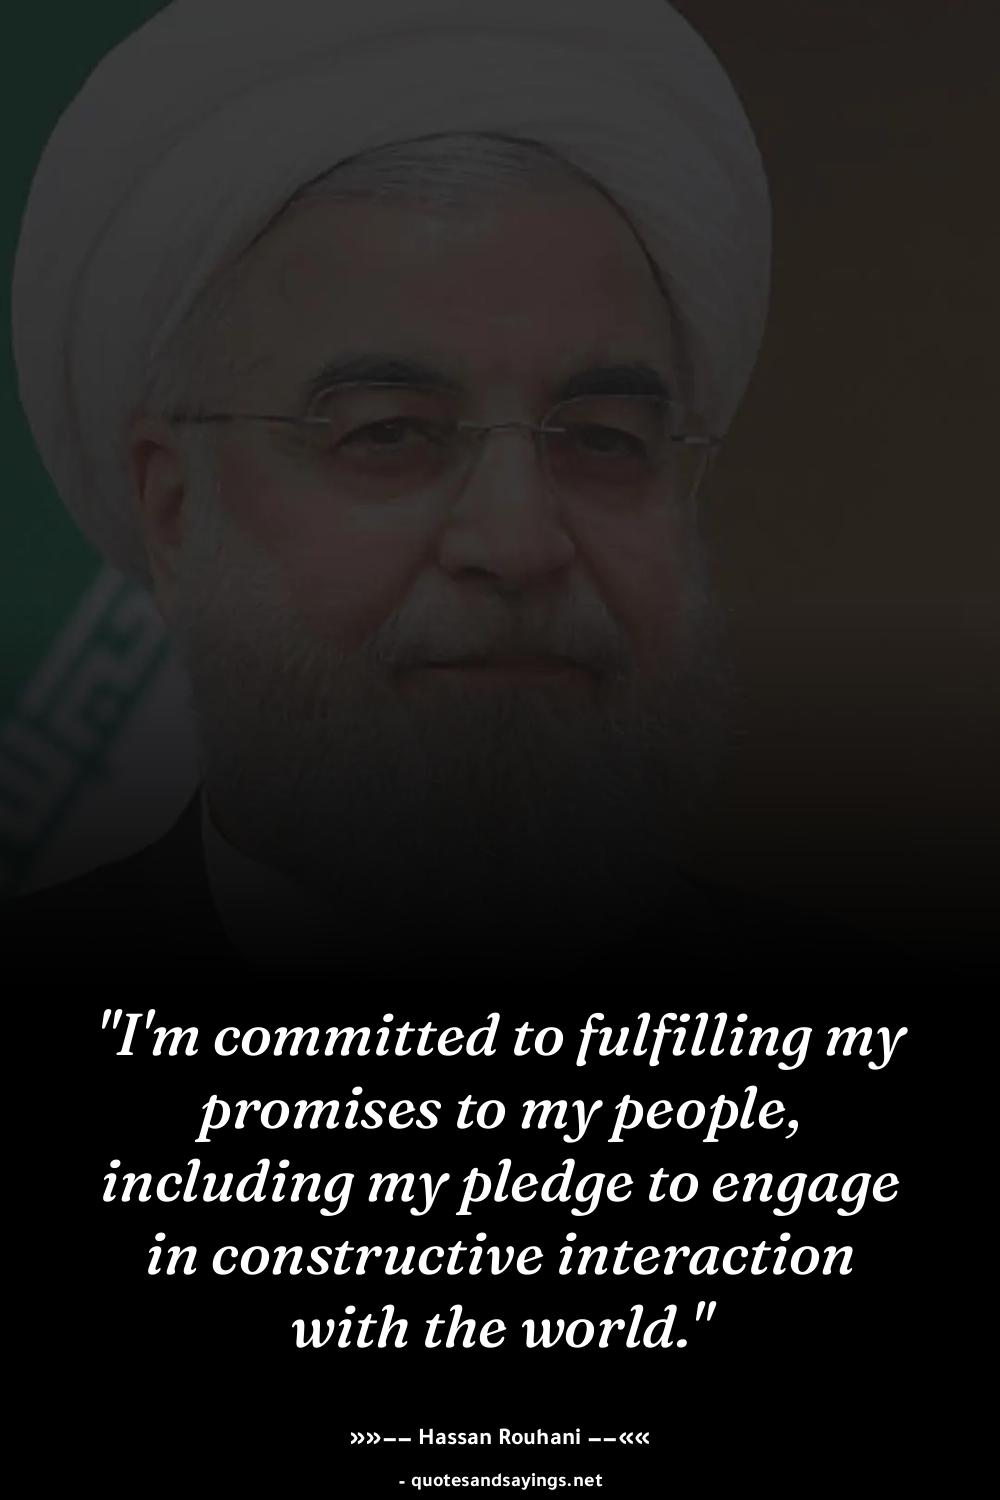 "I'm committed to fulfilling my
promises to my people,
including my pledge to engage
in constructive interaction
with the world."
»»–– Hassan Rouhani ––««
- quotesandsayings.net